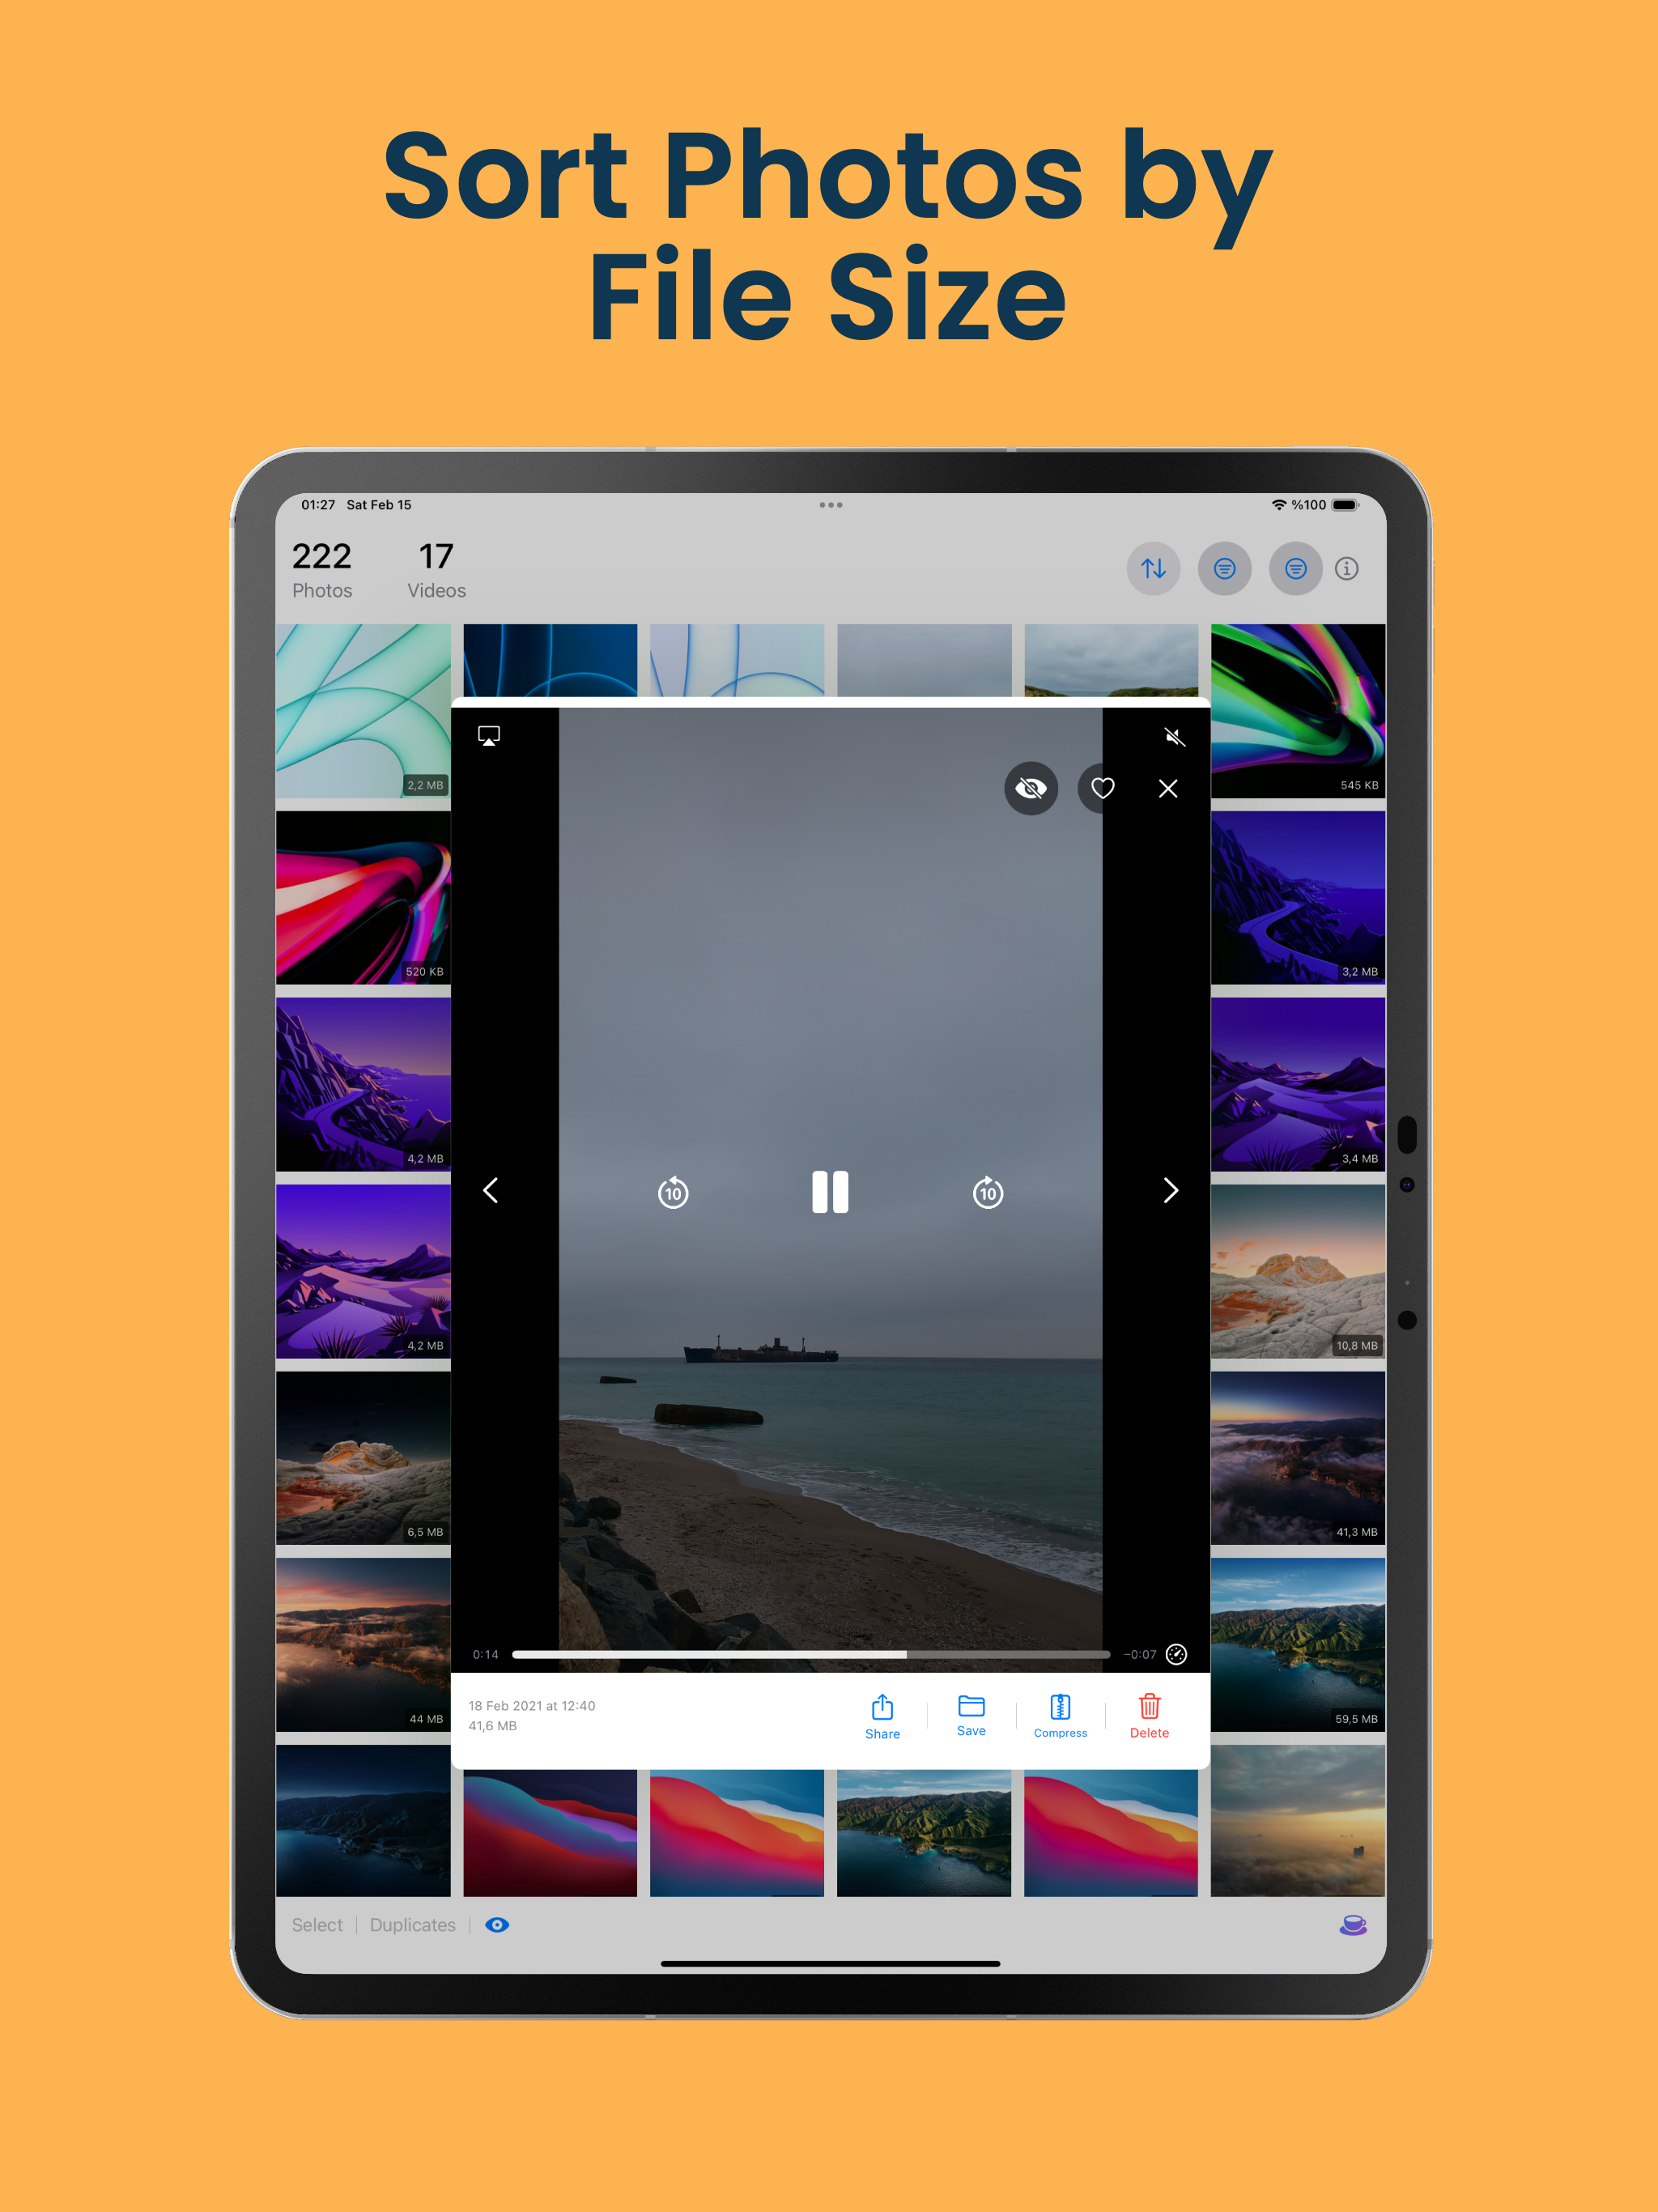 Sort Photos by
File Size
01:27 Sat Feb 15
%100
222
Photos
17
Videos
2,2 MB
545 KB
520 KB
3,2 MB
4,2 MB
3,4 MB
4,2 MB
10,8 MB
6,5 MB
41,3 MB
44 MB
59,5 MB
10
10
0:14
−0:07
18 Feb 2021 at 12:40
41,6 MB
Share
Save
Compress
Delete
Select
Duplicates